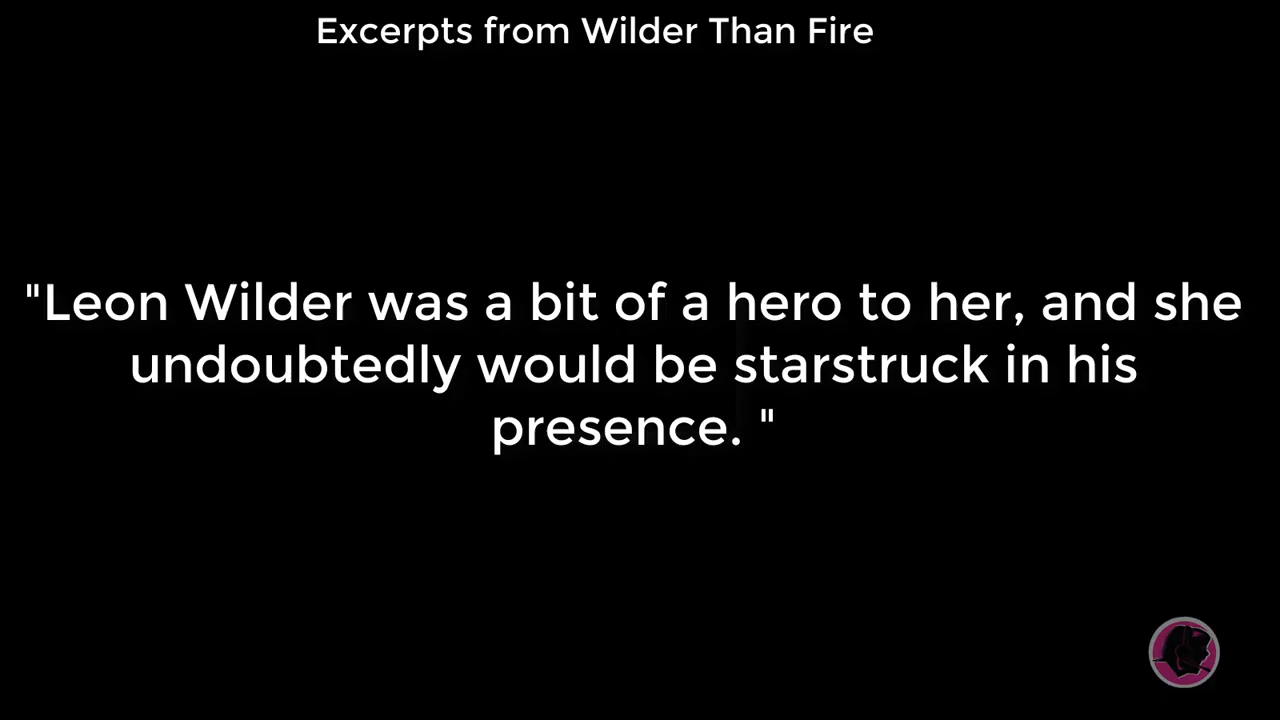 Excerpts from Wilder Than Fire
"Leon Wilder was a bit of a hero to her, and she
undoubtedly would be starstruck in his
presence. "